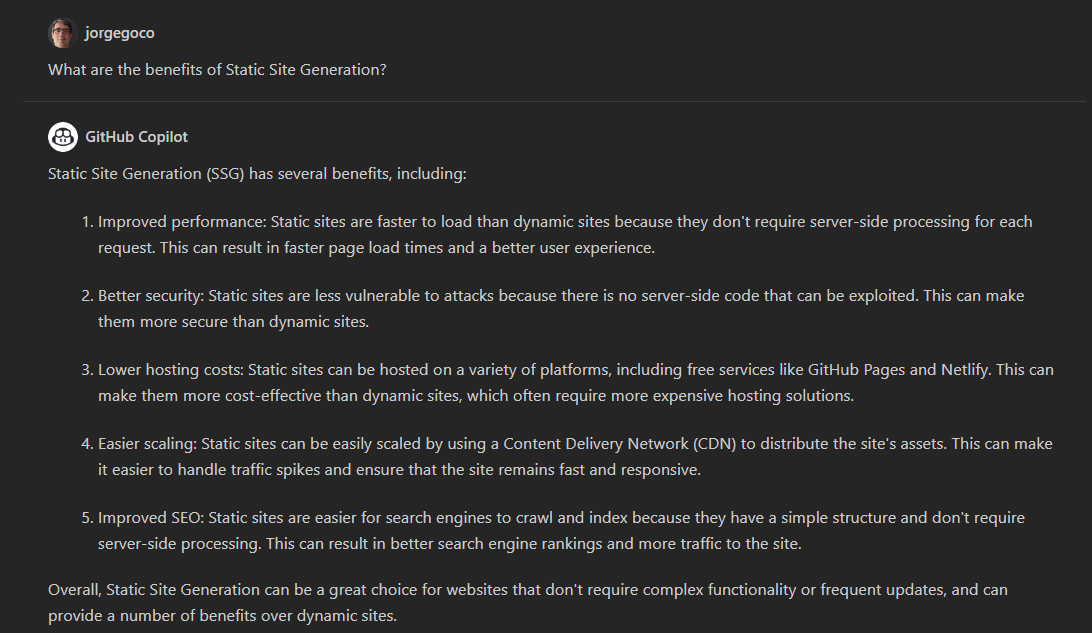 jorgegoco
What are the benefits of Static Site Generation?
GitHub Copilot
Static Site Generation (SSG) has several benefits, including:
1. Improved performance: Static sites are faster to load than dynamic sites because they don't require server-side processing for each
request. This can result in faster page load times and a better user experience.
2. Better security: Static sites are less vulnerable to attacks because there is no server-side code that can be exploited. This can make
them more secure than dynamic sites.
3. Lower hosting costs: Static sites can be hosted on a variety of platforms, including free services like GitHub Pages and Netlify. This can
make them more cost-effective than dynamic sites, which often require more expensive hosting solutions.
4. Easier scaling: Static sites can be easily scaled by using a Content Delivery Network (CDN) to distribute the site's assets. This can make
it easier to handle traffic spikes and ensure that the site remains fast and responsive.
5. Improved SEO: Static sites are easier for search engines to crawl and index because they have a simple structure and don't require
server-side processing. This can result in better search engine rankings and more traffic to the site.
Overall, Static Site Generation can be a great choice for websites that don't require complex functionality or frequent updates, and can
provide a number of benefits over dynamic sites.